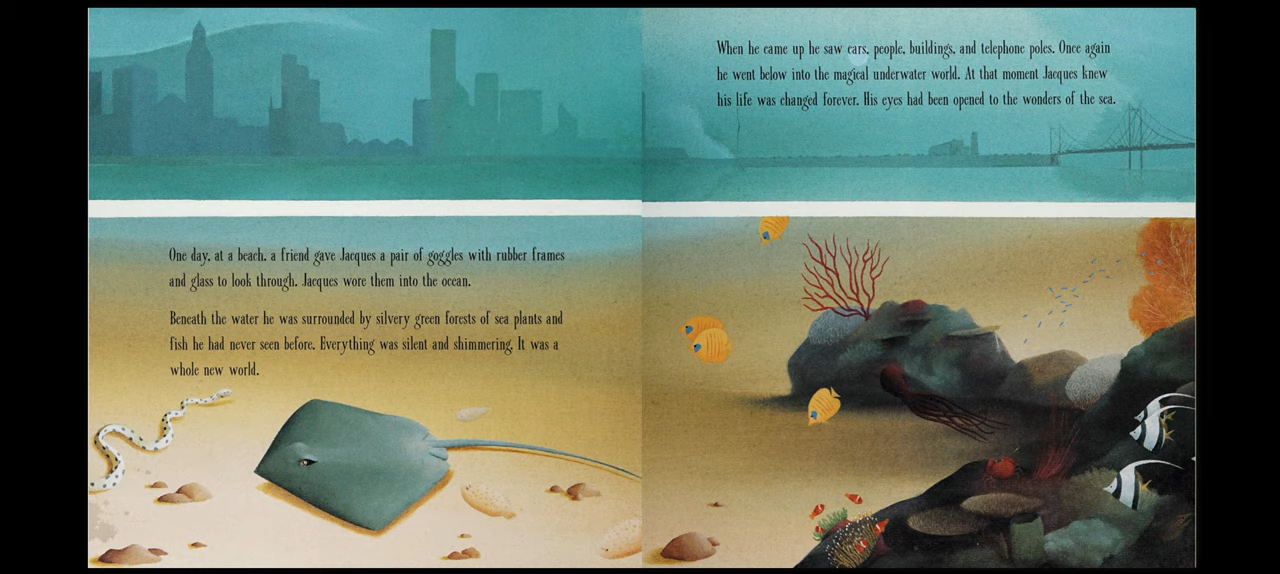 One day, at a beach, a friend gave Jacques a pair of goggles with rubber frames
and glass to look through. Jacques wore them into the ocean.
Beneath the water he was surrounded by silvery green forests of sea plants and
fish he had never seen before. Everything was silent and shimmering. It was a
whole new world.
When he came up he saw cars, people, buildings, and telephone poles. Once again
he went below into the magical underwater world. At that moment Jacques knew
his life was changed forever. His eyes had been opened to the wonders of the sea.